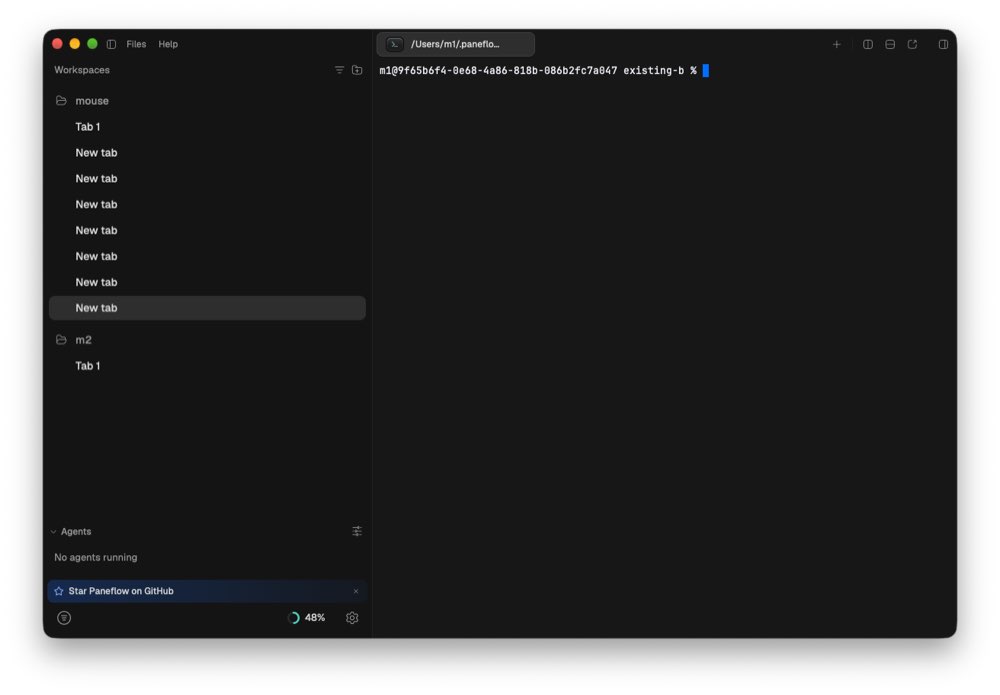 Files Help
/Users/m1/.paneflo...
Workspaces
m1@9f65b6f4-0e68-4a86-818b-086b2fc7a047 existing-b %
mouse
Tab 1
New tab
New tab
New tab
New tab
New tab
New tab
New tab
m2
Tab 1
Agents
No agents running
Star Paneflow on GitHub
48%